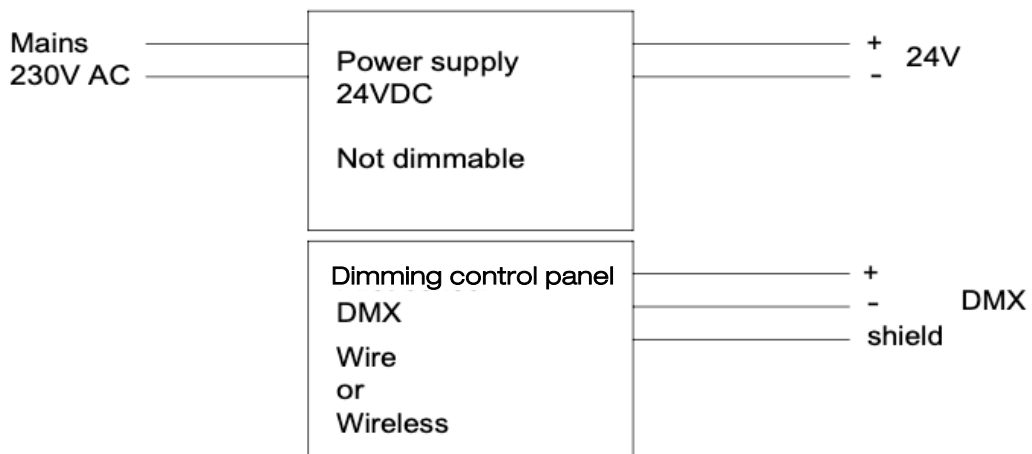 Mains
230V AC
Power supply
24VDC
Not dimmable
+
-
24V
Dimming control panel
DMX
Wire
or
Wireless
+
-
shield
DMX